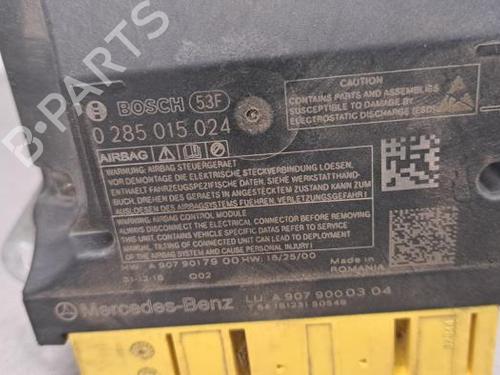 B-PARTS
BOSCH 53F
0 285 015 024
AIRBAG
CAUTION
CONTAINS PARTS AND ASSEMBLIES
SUSCEPTIBLE TO DAMAGE BY
ELECTROSTATIC DISCHARGE (ESD)
WARNUNG: AIRBAG STEUERGERAET
VOR DEMONTAGE DIE ELEKTRISCHE STECKVERBINDUNG LOESEN.
ENTHAELT FAHRZEUGSPEZIFISCHE DATEN, SIEHE WERKSTATTHAND-
BUCH, DREHEN DES GERAETS IN ANGESTECKTEM ZUSTAND KANN ZUM
AUSLOESEN DES AIRBAGSYSTEMS FUEHREN, VERLETZUNGSGEFAHR!
WARNING: AIRBAG CONTROL MODULE
ALWAYS DISCONNECT THE ELECTRICAL CONNECTOR BEFORE REMOVING
THIS UNIT CONTAINS VEHICLE SPECIFIC DATAS REFER TO SERVICE
MANUAL, TILTING OF CONNECTED UNIT CAN LEAD TO DEPLOYMENT
OF THE AIRBAG SYSTEM AND CAUSE PERSONAL INJURY!
HW: A 907 901 79 00 HW: 18/25/00
31-12-18 C02
Made in
ROMANIA
Mercedes-Benz LU: A 907 900 03 04